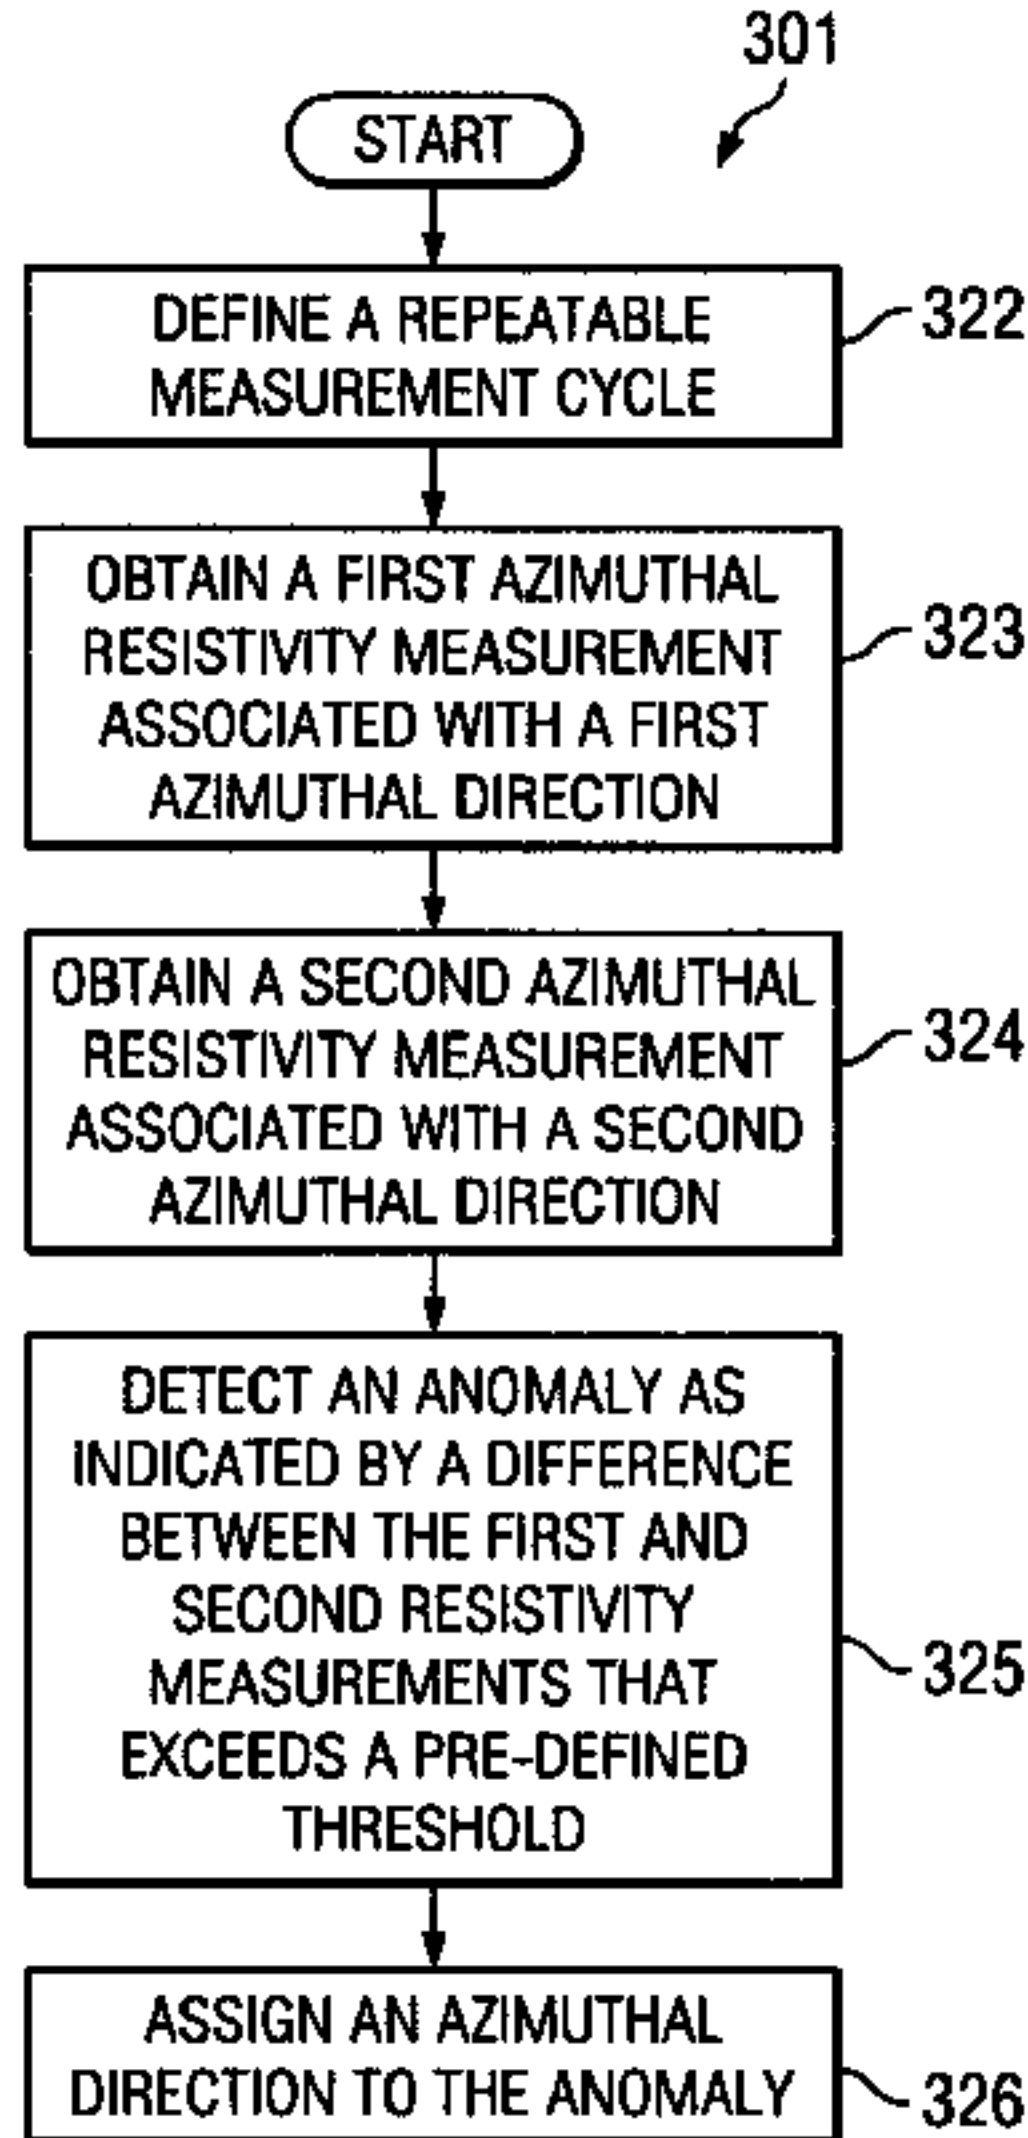 301
START
DEFINE A REPEATABLE
MEASUREMENT CYCLE
322
OBTAIN A FIRST AZIMUTHAL
RESISTIVITY MEASUREMENT
ASSOCIATED WITH A FIRST
AZIMUTHAL DIRECTION
323
OBTAIN A SECOND AZIMUTHAL
RESISTIVITY MEASUREMENT
ASSOCIATED WITH A SECOND
AZIMUTHAL DIRECTION
324
DETECT AN ANOMALY AS
INDICATED BY A DIFFERENCE
BETWEEN THE FIRST AND
SECOND RESISTIVITY
MEASUREMENTS THAT
EXCEEDS A PRE-DEFINED
THRESHOLD
325
ASSIGN AN AZIMUTHAL
DIRECTION TO THE ANOMALY
326